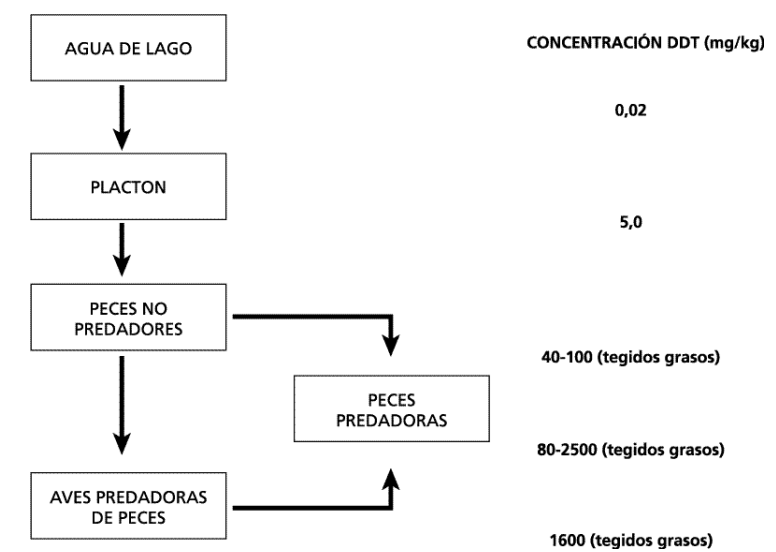 AGUA DE LAGO
CONCENTRACIÓN DDT (mg/kg)
0,02
PLACTON
5,0
PECES NO
PREDADORES
40-100 (tegidos grasos)
PECES
PREDADORAS
80-2500 (tegidos grasos)
AVES PREDADORAS
DE PECES
1600 (tegidos grasos)